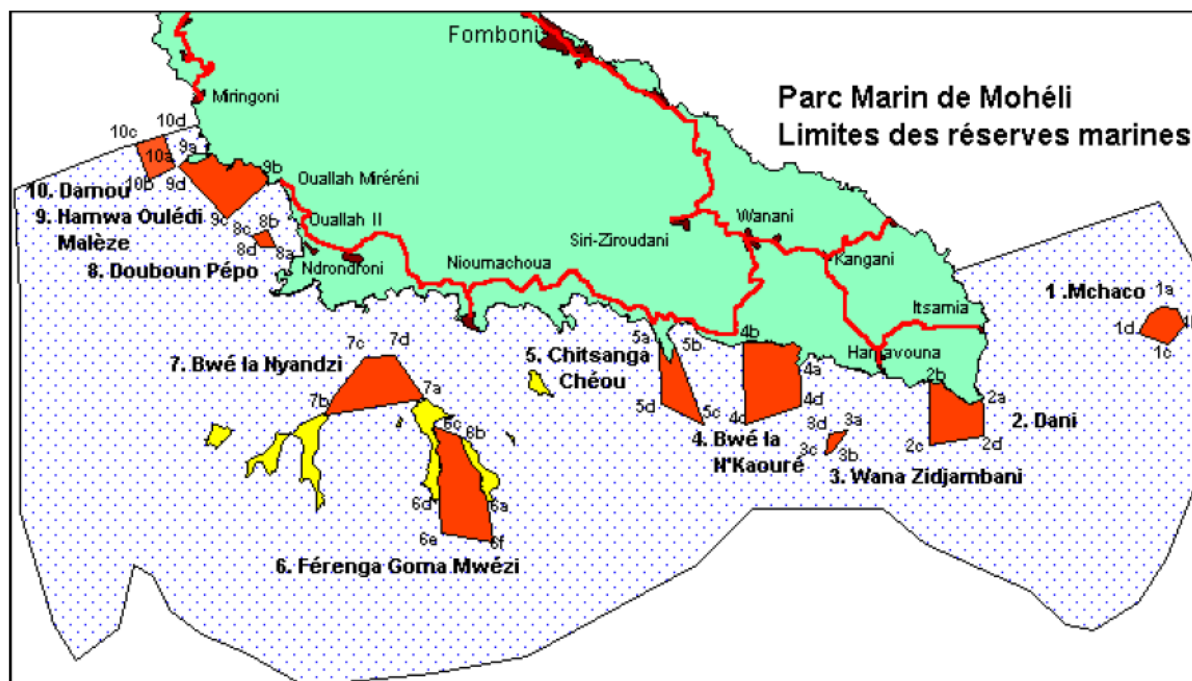 Fomboni
Parc Marin de Mohéli
Limites des réserves marines
Miringoni
10c
10d
9a
10a
10b
9d
9b
10. Damou
9. Hamwa Oulédi
Malèze
9c
8c
8b
8d
8a
8. Douboun Pépo
Ouallah Miréréni
Ouallah II
Ndrondroni
Nioumachoua
Siri-Ziroudani
Wanani
Kangani
Itsamia
Hamavouna
1 .Mchaco
1a
1d
1c
7c
7d
7. Bwé la Nyandzi
7b
7a
5. Chitsanga
Chéou
5a
5b
5d
5c
4b
4a
4d
4c
4. Bwé la
N'Kaouré
3d
3a
3c
3b
3. Wana Zidjambani
2b
2a
2c
2d
2. Dani
6c
6b
6d
6a
6e
6f
6. Férenga Goma Mwézi